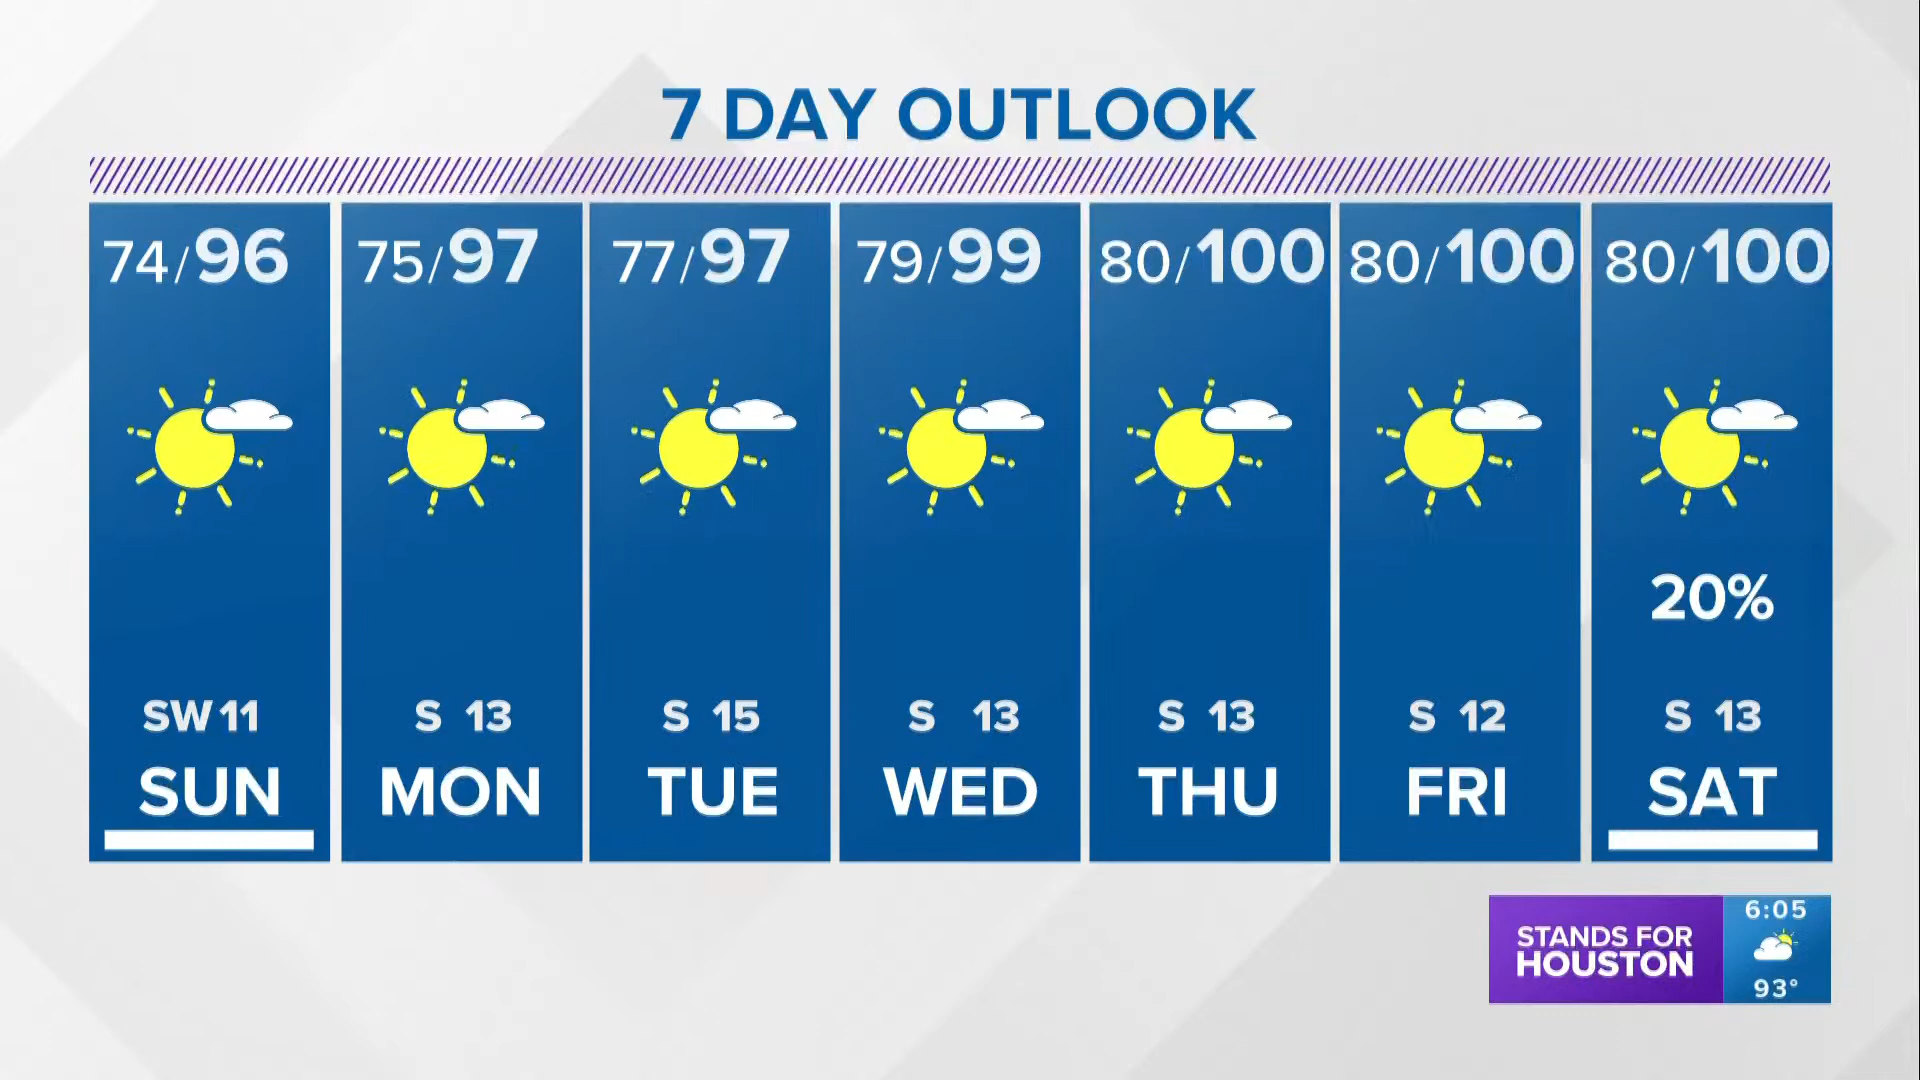 7 DAY OUTLOOK
74/96 75/97 77/97 79/99 80/100 80/100 80/100
20%
SW 11 S 13 S 15 S 13 S 13 S 12 S 13
SUN MON TUE WED THU FRI SAT
STANDS FOR
HOUSTON
6:05
93°